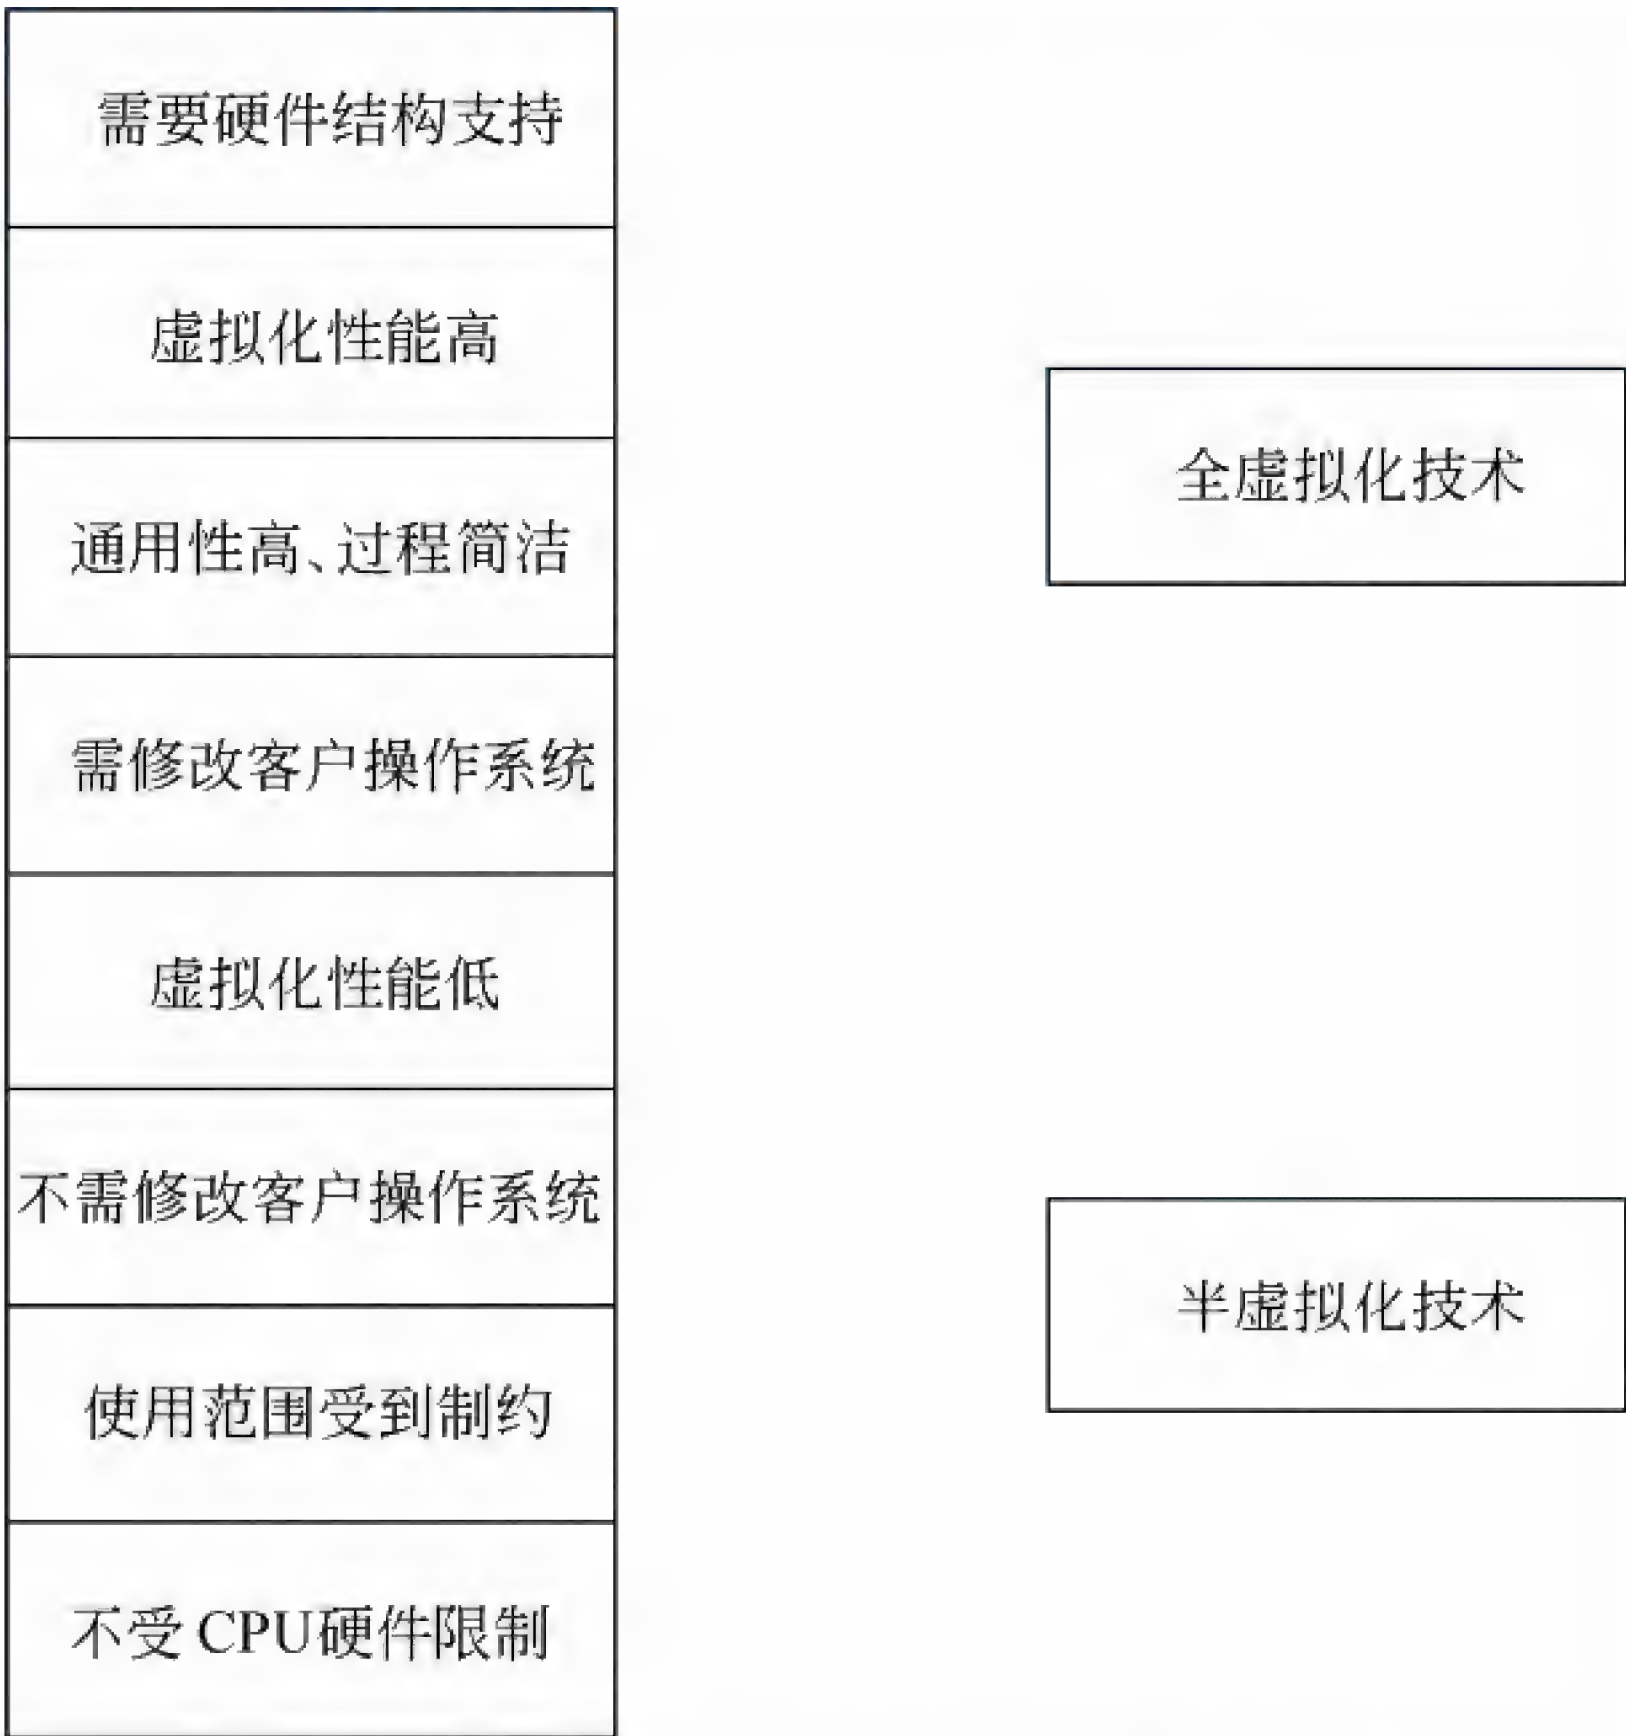 需要硬件结构支持
虚拟化性能高
通用性高、过程简洁
需修改客户操作系统
虚拟化性能低
不需修改客户操作系统
使用范围受到制约
不受CPU硬件限制
全虚拟化技术
半虚拟化技术